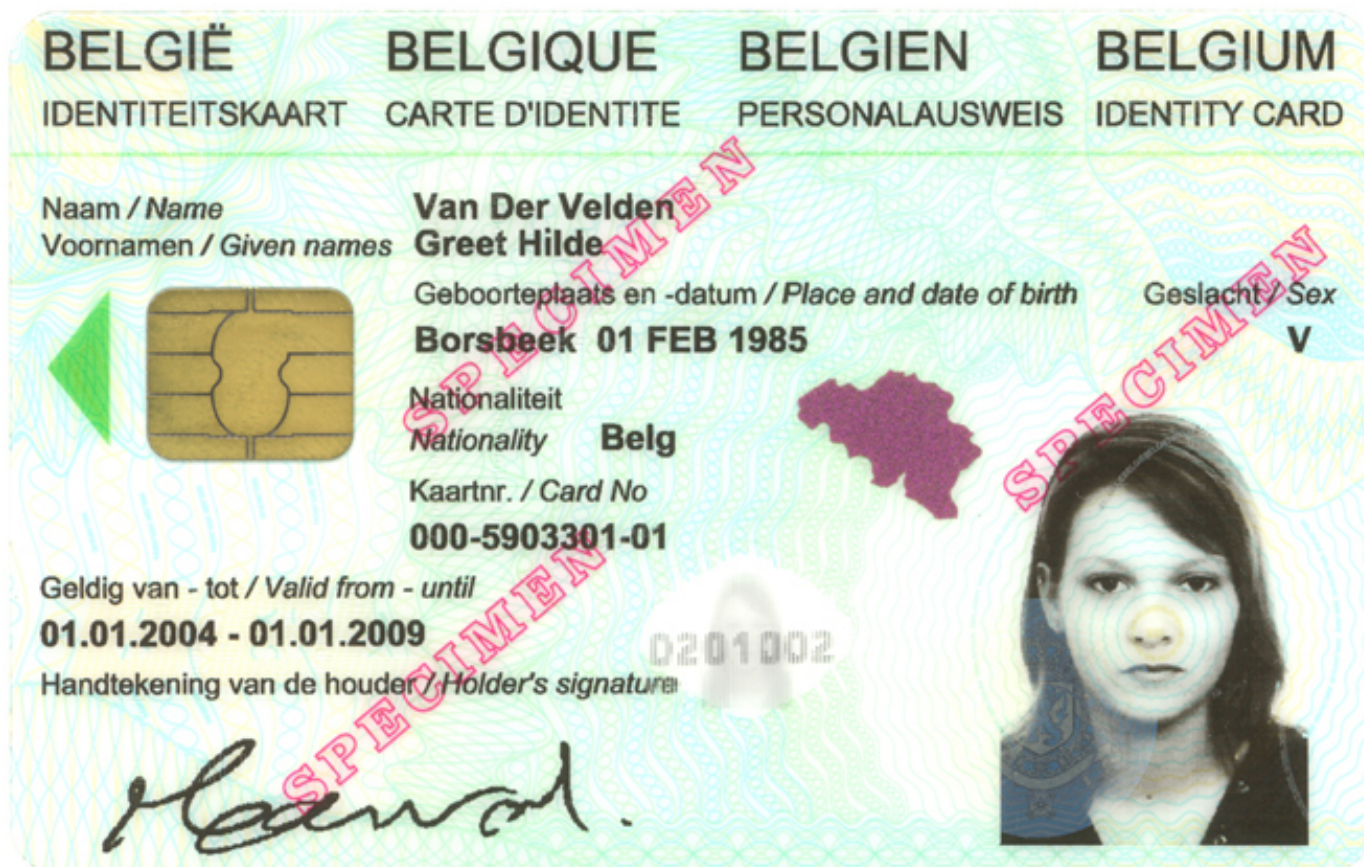 BELGIË BELGIQUE BELGIEN BELGIUM
IDENTITEITSKAART CARTE D'IDENTITE PERSONALAUSWEIS IDENTITY CARD
Naam / Name Van Der Velden
Voornamen / Given names Greet Hilde
Geboorteplaats en -datum / Place and date of birth Geslacht / Sex
Borsbeek 01 FEB 1985 V
Nationaliteit
Nationality Belg
Kaartnr. / Card No
000-5903301-01
Geldig van - tot / Valid from - until
01.01.2004 - 01.01.2009
0201002
Handtekening van de houder / Holder's signature
SPECIMEN
SPECIMEN
SPECIMEN